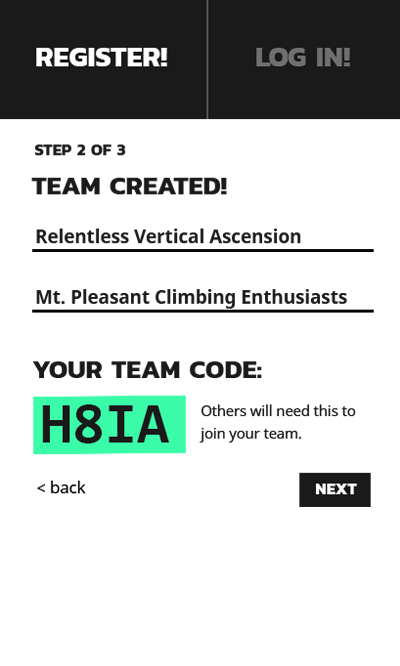 REGISTER!
LOG IN!
STEP 2 OF 3
TEAM CREATED!
Relentless Vertical Ascension
Mt. Pleasant Climbing Enthusiasts
YOUR TEAM CODE:
H8IA
Others will need this to
join your team.
< back
NEXT